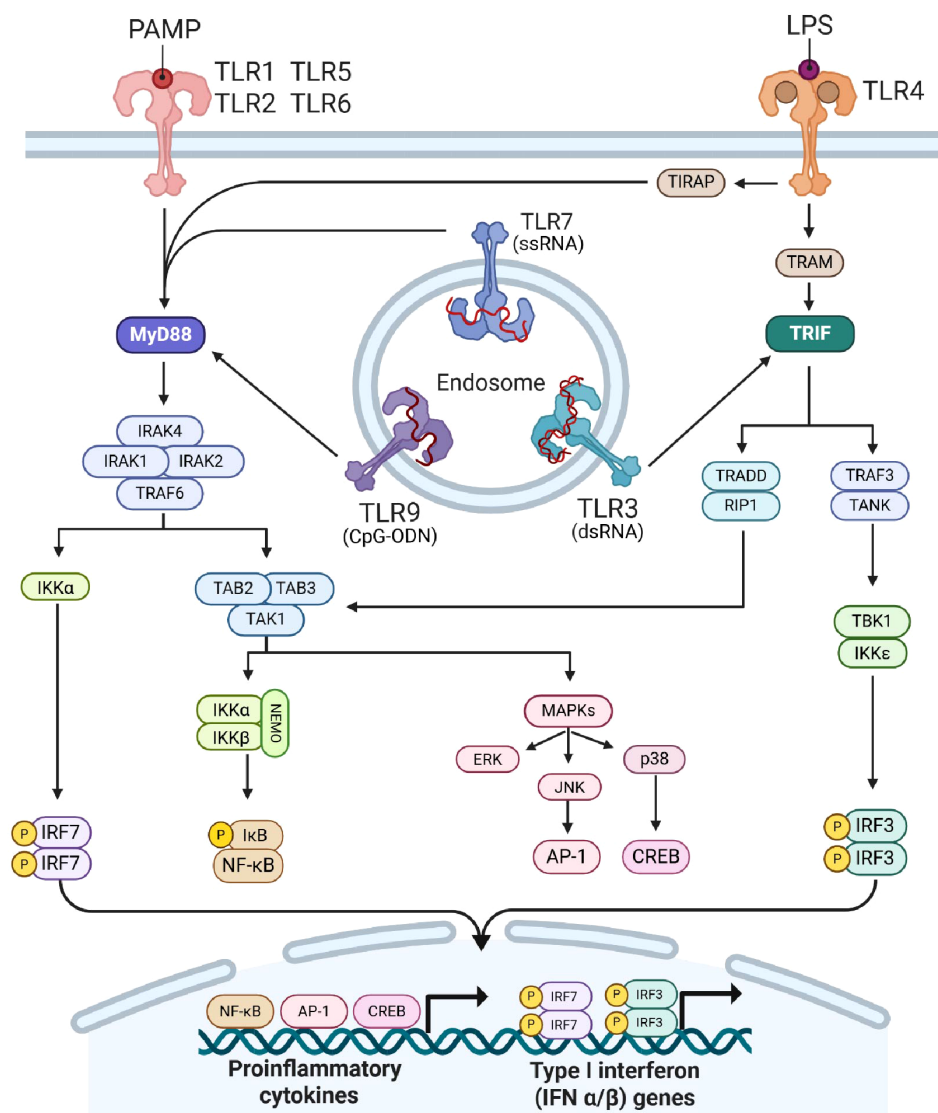 PAMP
TLR1 TLR5
TLR2 TLR6
LPS
TLR4
TIRAP
TLR7
(ssRNA)
TRAM
MyD88
TRIF
Endosome
IRAK4
IRAK1 IRAK2
TRAF6
TLR9
(CpG-ODN)
TLR3
(dsRNA)
TRADD
RIP1
TRAF3
TANK
IKKα
TAB2 TAB3
TAK1
TBK1
IKKε
IKKα
IKKβ
NEMO
MAPKs
ERK
JNK
p38
P IRF7
P IRF7
P IκB
NF-κB
AP-1
CREB
P IRF3
P IRF3
NF-κB
AP-1
CREB
P IRF7
P IRF7
P IRF3
P IRF3
Proinflammatory
cytokines
Type I interferon
(IFN α/β) genes